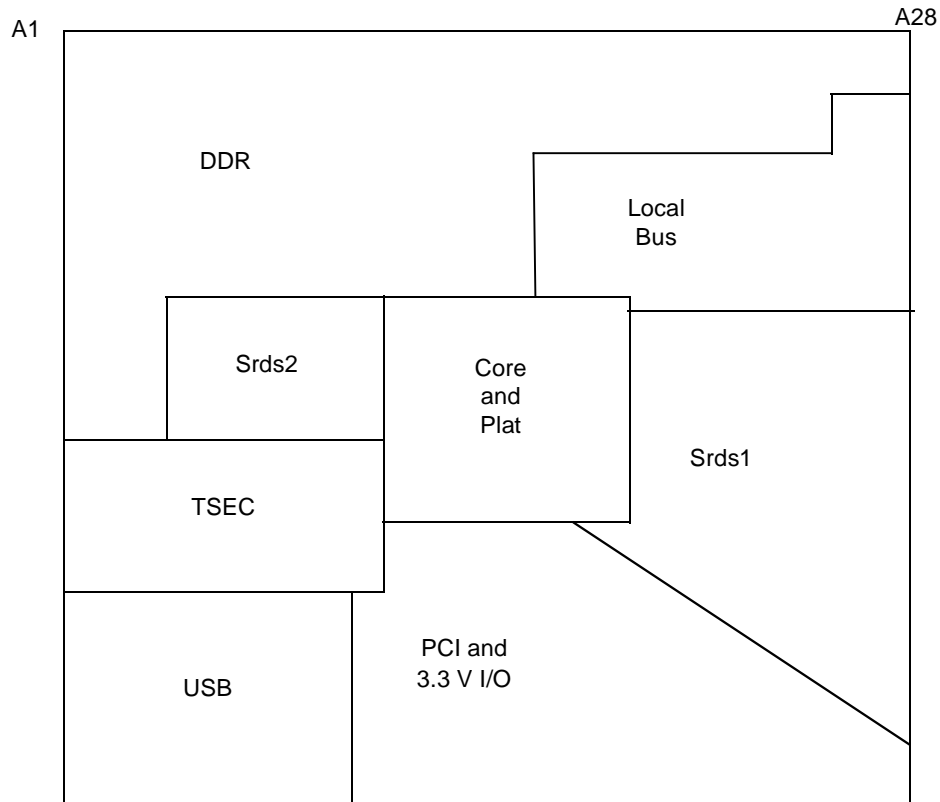 A1
A28
DDR
Local
Bus
Srds2
Core
and
Plat
Srds1
TSEC
PCI and
3.3 V I/O
USB